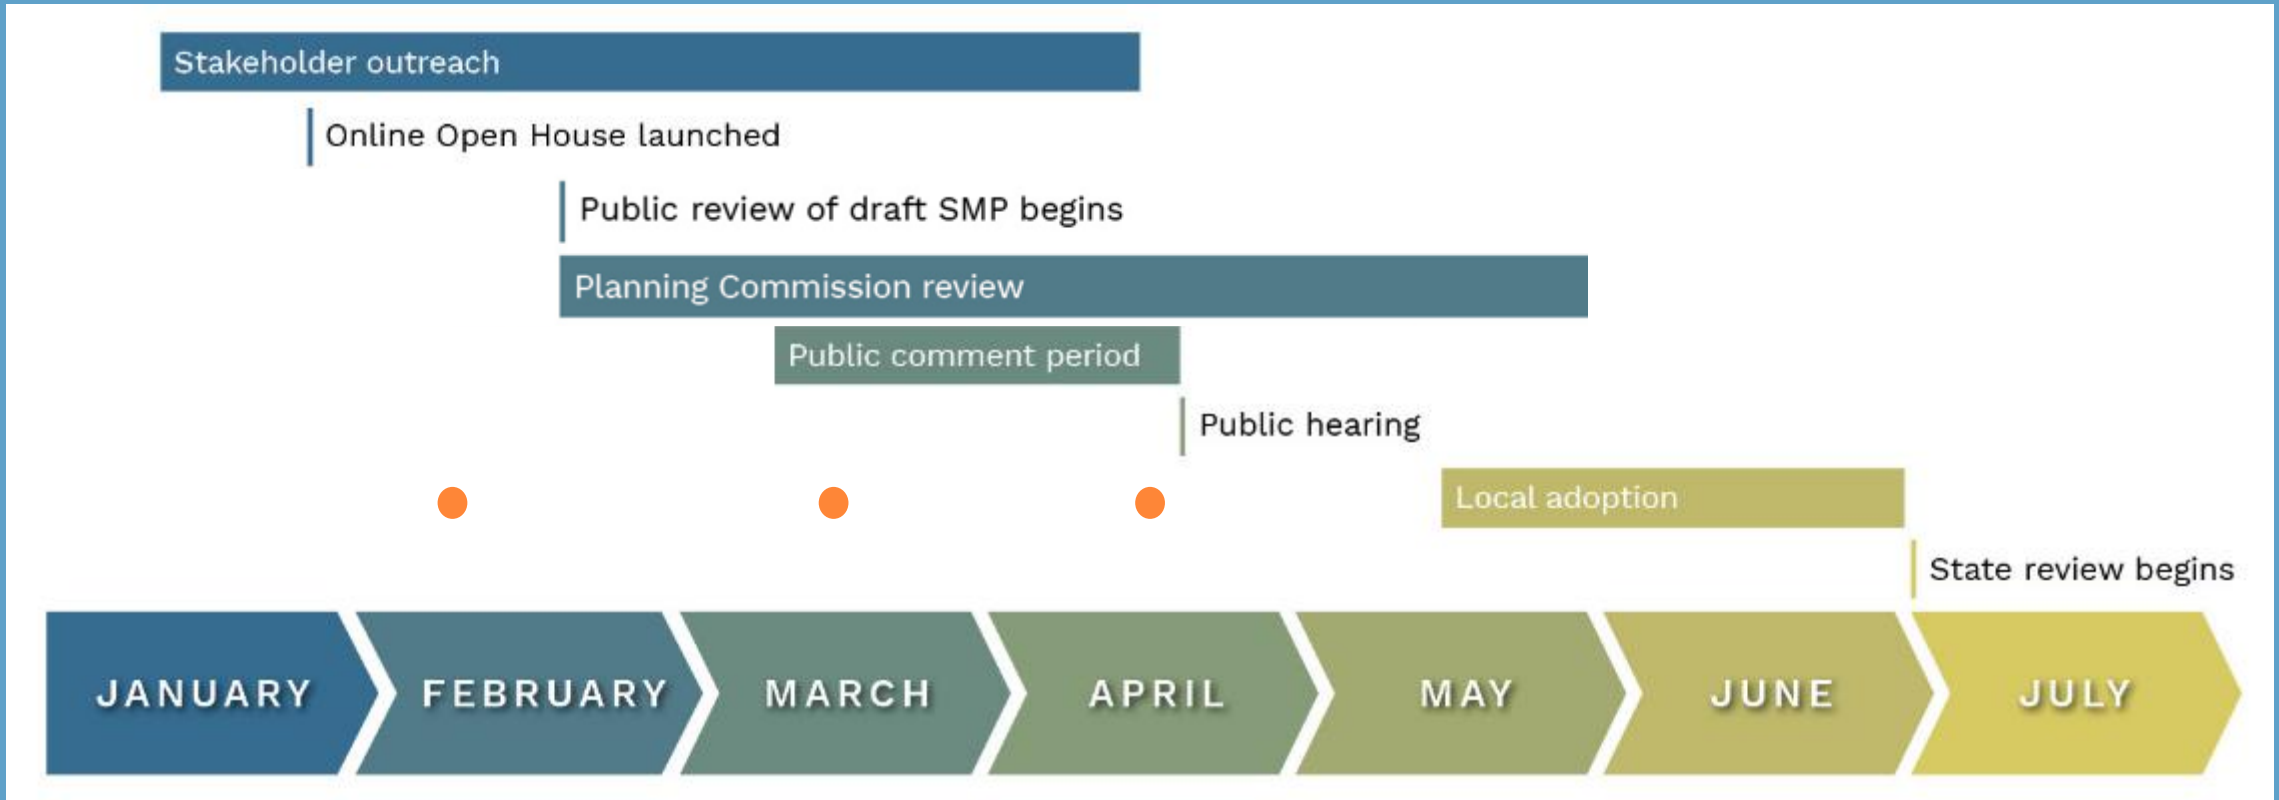 Stakeholder outreach
Online Open House launched
Public review of draft SMP begins
Planning Commission review
Public comment period
Public hearing
Local adoption
State review begins
JANUARY FEBRUARY MARCH APRIL MAY JUNE JULY